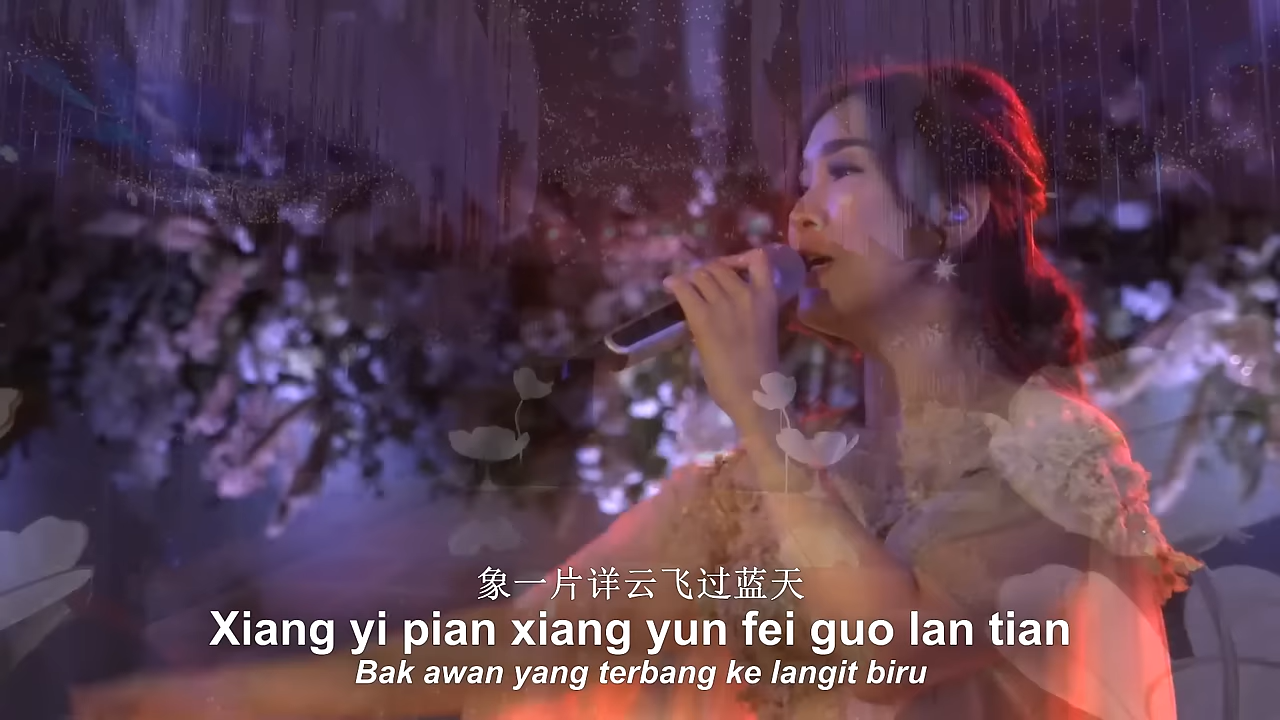 象一片详云飞过蓝天
Xiang yi pian xiang yun fei guo lan tian
Bak awan yang terbang ke langit biru